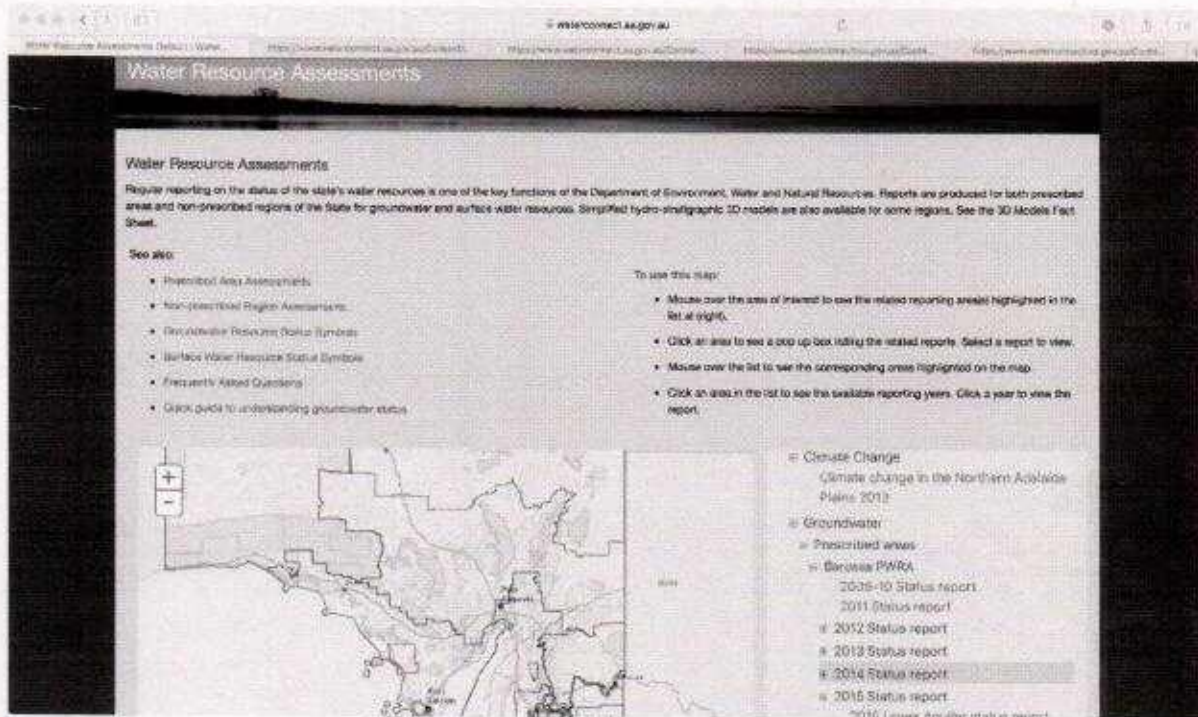 waterconnect.sa.gov.au
Water Resource Assessments
Water Resource Assessments
Regular reporting on the status of the state's water resources is one of the key functions of the Department of Environment, Water and Natural Resources. Reports are produced for both prescribed
areas and non-prescribed regions of the State for groundwater and surface water resources. Simplified hydro-stratigraphic 3D models are also available for some regions. See the 3D Models Fact
Sheet.
See also:
• Prescribed Area Assessments
• Non-prescribed Region Assessments
• Groundwater Resource Status Symbols
• Surface Water Resource Status Symbols
• Frequently Asked Questions
• Quick guide to understanding groundwater status
To use this map:
• Mouse over the area of interest to see the related reporting area(s) highlighted in the
list at (right).
• Click an area to see a pop up box listing the related reports. Select a report to view.
• Mouse over the list to see the corresponding areas highlighted on the map.
• Click an area in the list to see the available reporting years. Click a year to view the
report.
+
-
Climate Change
Climate change in the Northern Adelaide
Plains 2013
Groundwater
Prescribed areas
Barossa PWRA
2009-10 Status report
2011 Status report
2012 Status report
2013 Status report
2014 Status report
2015 Status report
2015 Lower Aquifer status report